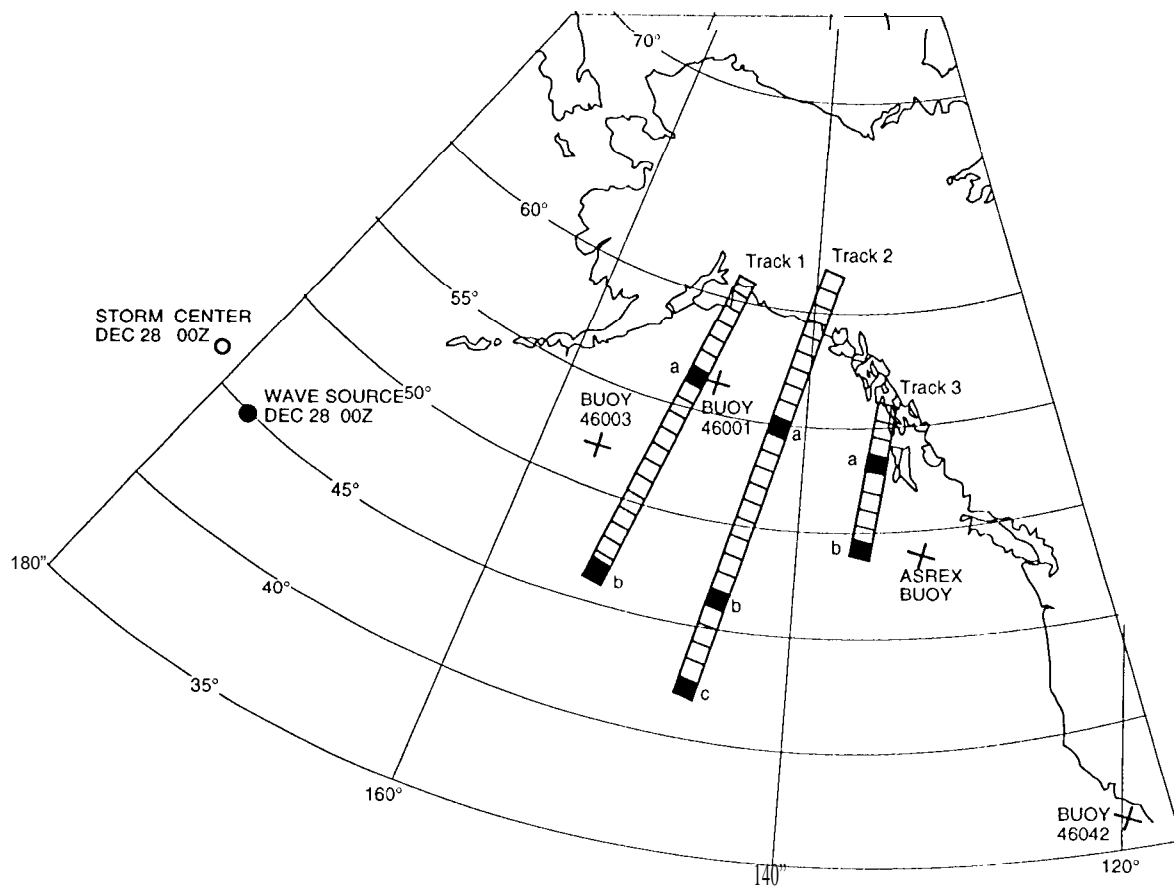 70°
60°
Track 1
Track 2
55°
STORM CENTER
DEC 28 00Z
WAVE SOURCE
DEC 28 00Z
50°
a
BUOY
46003
BUOY
46001
a
Track 3
a
45°
b
b
b
ASREX
BUOY
180"
40°
c
35°
160°
BUOY
46042
140"
120°